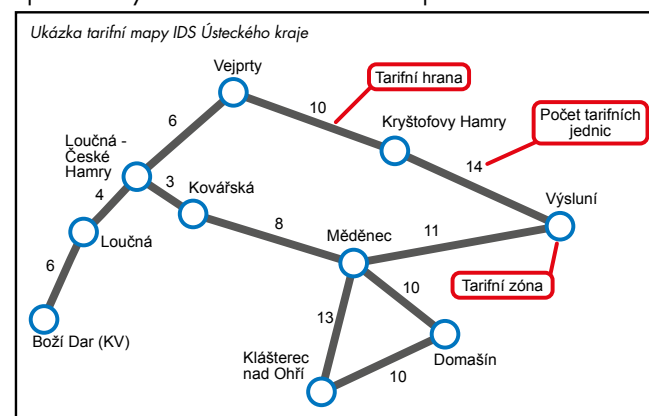 Ukázka tarifní mapy IDS Ústeckého kraje
Vejprty
Tarifní hrana
10
Kryštofovy Hamry
Počet tarifních
jednic
6
14
Loučná -
České
Hamry
3
Kovářská
4
8
Výsluní
Loučná
Měděnec
11
6
Tarifní zóna
10
13
Boží Dar (KV)
Klášterec
nad Ohří
10
Domašín